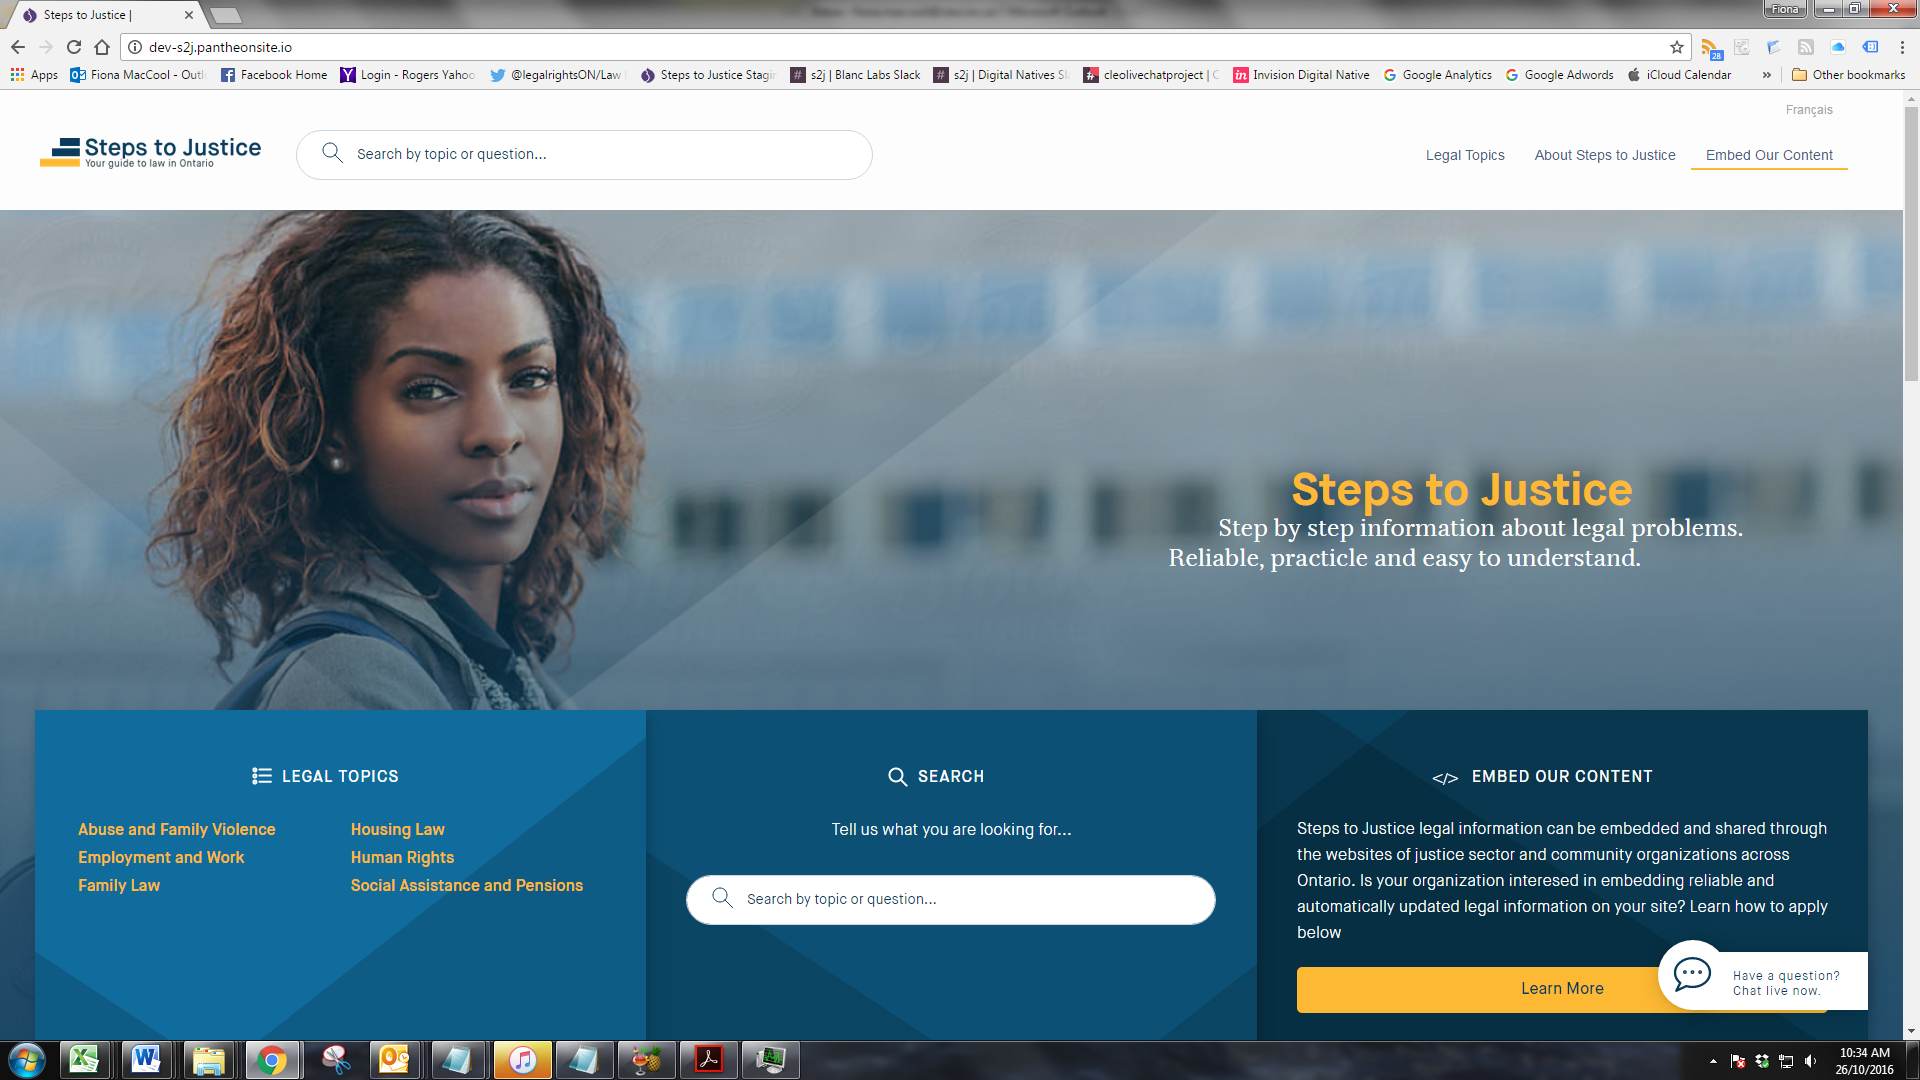 Steps to Justice |
Fiona
dev-s2j.pantheonsite.io
28
Apps
Fiona MacCool - Outl
Facebook Home
Login - Rogers Yahoo
@legalrightsON/Law
Steps to Justice Stagin
s2j | Blanc Labs Slack
s2j | Digital Natives Sl
cleolivechatproject | C
Invision Digital Native
Google Analytics
Google Adwords
iCloud Calendar
»
Other bookmarks
Français
Steps to Justice
Your guide to law in Ontario
Search by topic or question...
Legal Topics
About Steps to Justice
Embed Our Content
Steps to Justice
Step by step information about legal problems.
Reliable, practicle and easy to understand.
LEGAL TOPICS
Abuse and Family Violence
Employment and Work
Family Law
Housing Law
Human Rights
Social Assistance and Pensions
SEARCH
Tell us what you are looking for...
Search by topic or question...
</> EMBED OUR CONTENT
Steps to Justice legal information can be embedded and shared through
the websites of justice sector and community organizations across
Ontario. Is your organization interesed in embedding reliable and
automatically updated legal information on your site? Learn how to apply
below
Learn More
Have a question?
Chat live now.
10:34 AM
26/10/2016